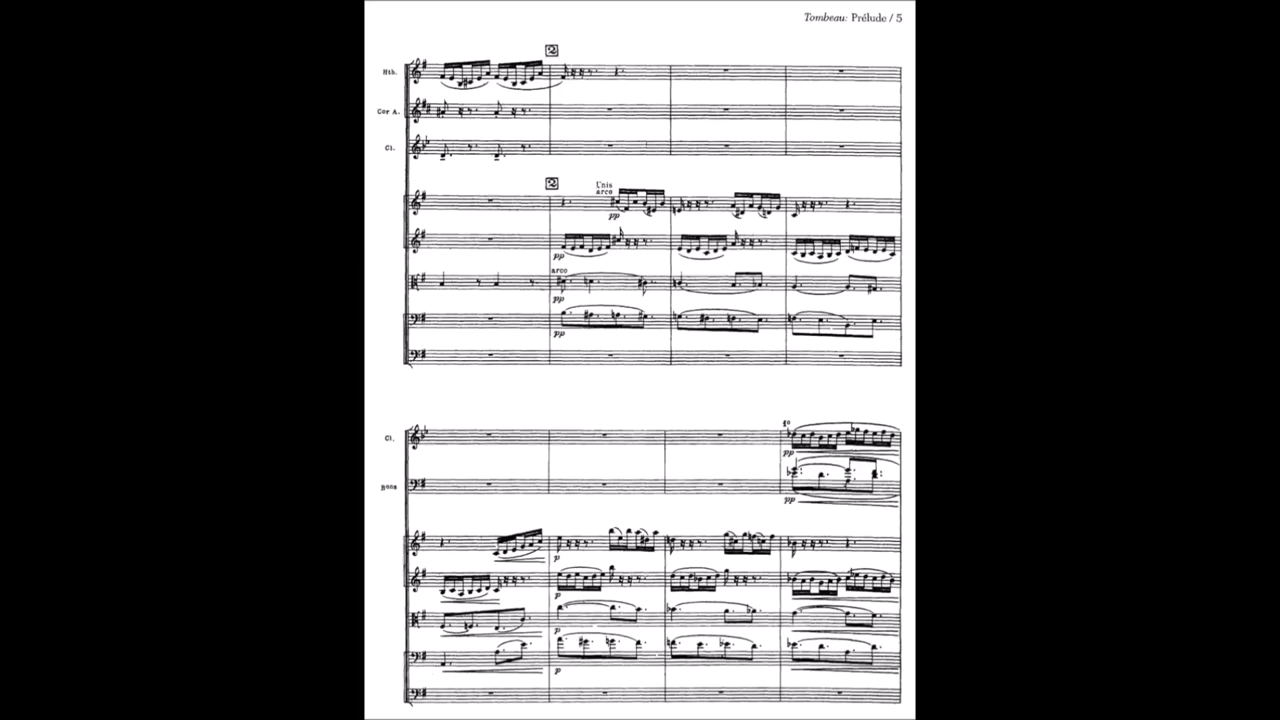 Tombeau: Prélude / 5
2
Htb.
Cor A.
Cl.
2
Unis
arco
pp
pp
arco
pp
pp
1º
Cl.
pp
Bons
pp
p
p
p
p